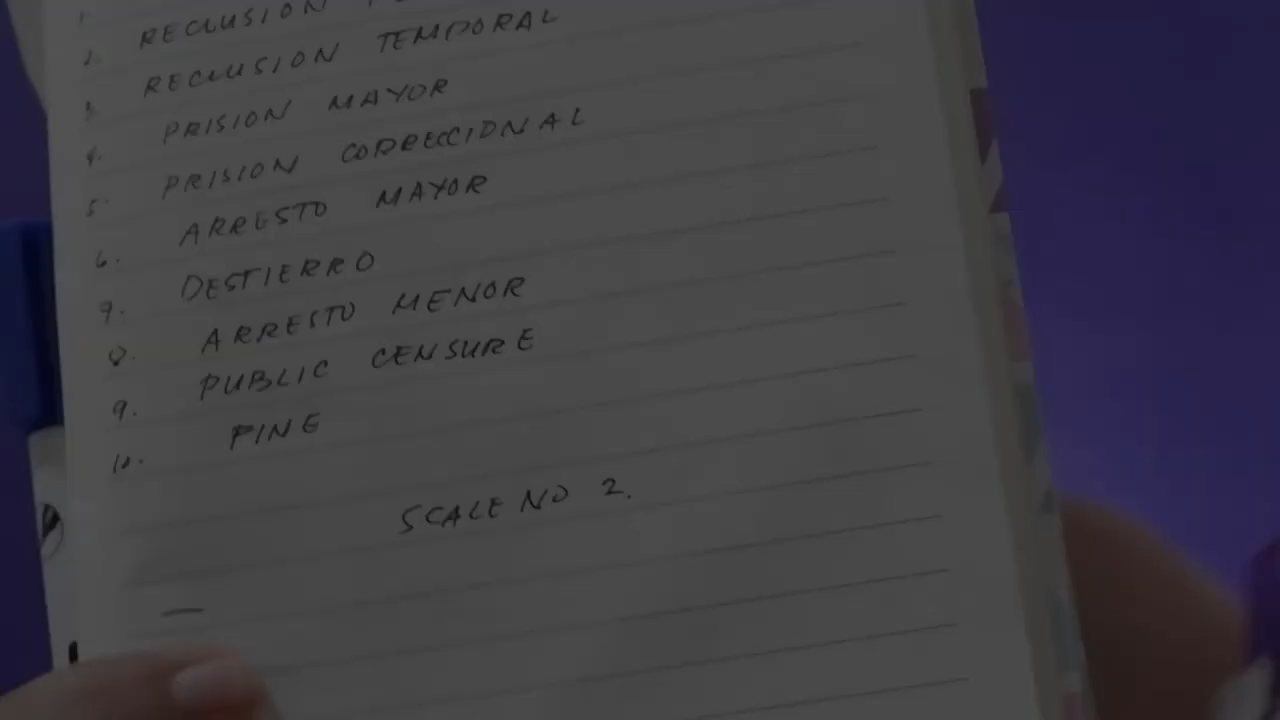 1.
2. RECLUSION
3. RECLUSION TEMPORAL
4. PRISION MAYOR
5. PRISION CORRECCIONAL
6. ARRESTO MAYOR
7. DESTIERRO
8. ARRESTO MENOR
9. PUBLIC CENSURE
10. FINE
SCALE NO 2.